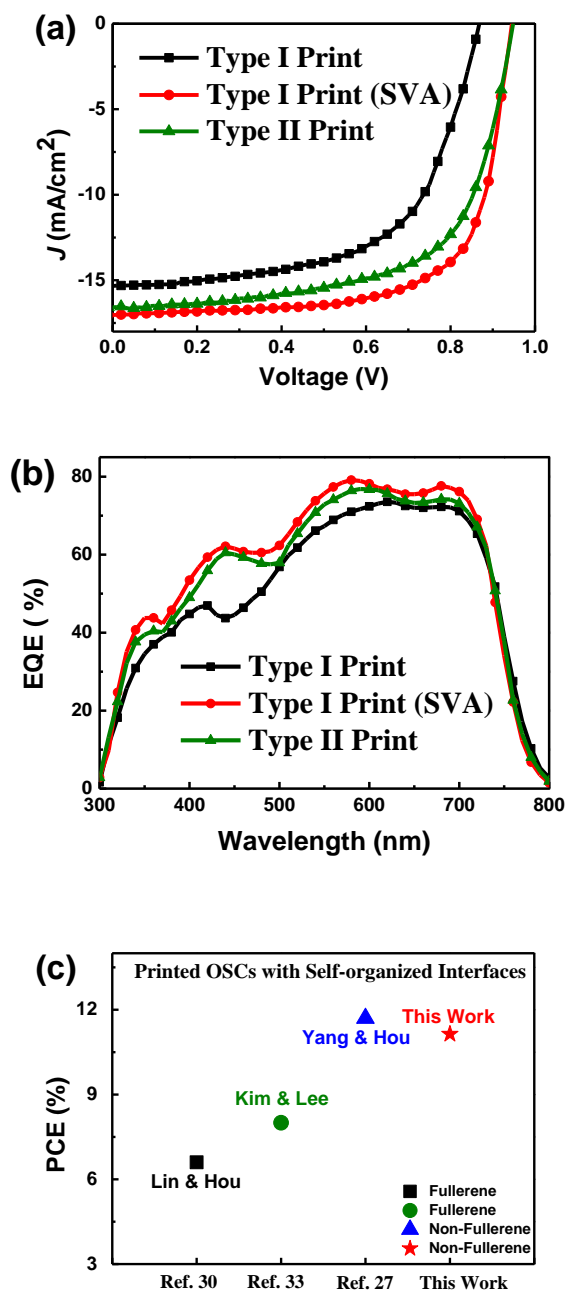 (a)
0
Type I Print
Type I Print (SVA)
Type II Print
-5
-10
-15
J (mA/cm²)
0.0 0.2 0.4 0.6 0.8 1.0
Voltage (V)
(b)
80
60
40
20
0
EQE ( %)
Type I Print
Type I Print (SVA)
Type II Print
300 400 500 600 700 800
Wavelength (nm)
(c)
Printed OSCs with Self-organized Interfaces
12
9
6
3
PCE (%)
This Work
Yang & Hou
Kim & Lee
Lin & Hou
Fullerene
Fullerene
Non-Fullerene
Non-Fullerene
Ref. 30 Ref. 33 Ref. 27 This Work